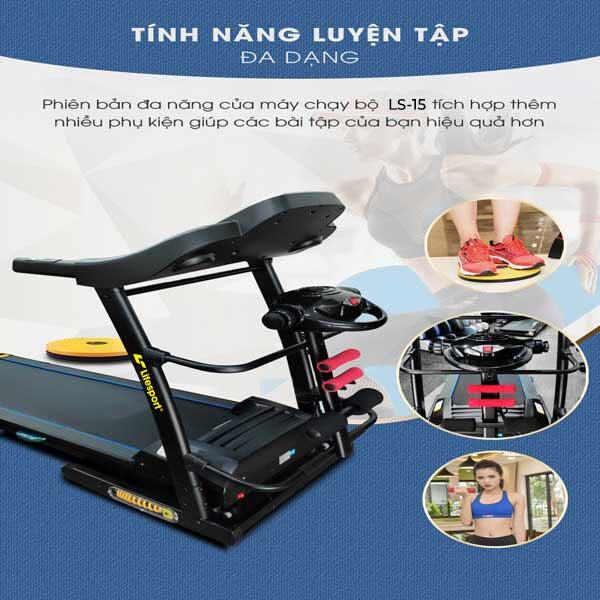 TÍNH NĂNG LUYỆN TẬP
ĐA DẠNG
Phiên bản đa năng của máy chạy bộ LS-15 tích hợp thêm
nhiều phụ kiện giúp các bài tập của bạn hiệu quả hơn
Lifesport